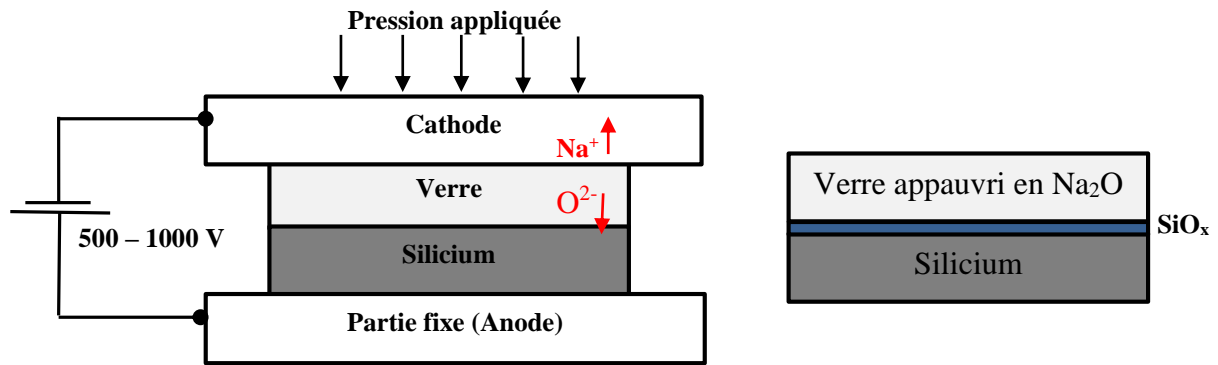 Pression appliquée
Cathode
Na⁺
Verre
O²⁻
500 – 1000 V
Silicium
Partie fixe (Anode)
Verre appauvri en Na₂O
SiOₓ
Silicium